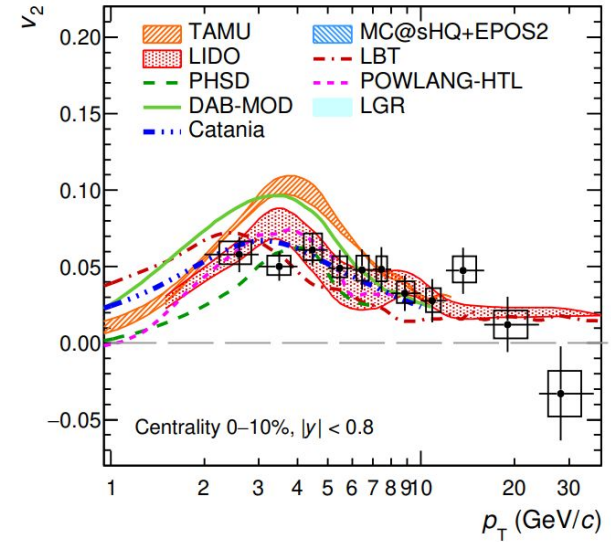 v₂
0.20
0.15
0.10
0.05
0.00
−0.05
TAMU
LIDO
PHSD
DAB-MOD
Catania
MC@sHQ+EPOS2
LBT
POWLANG-HTL
LGR
Centrality 0−10%, |y| < 0.8
1 2 3 4 5 6 7 8 9 10 20 30
p_T (GeV/c)